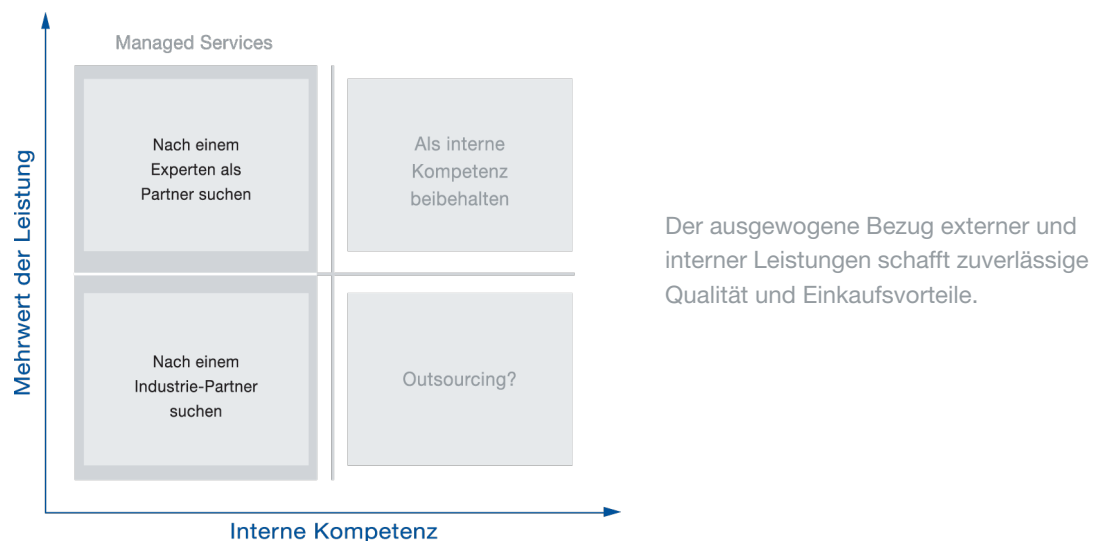 Managed Services
Mehrwert der Leistung
Nach einem
Experten als
Partner suchen
Als interne
Kompetenz
beibehalten
Nach einem
Industrie-Partner
suchen
Outsourcing?
Interne Kompetenz
Der ausgewogene Bezug externer und
interner Leistungen schafft zuverlässige
Qualität und Einkaufsvorteile.